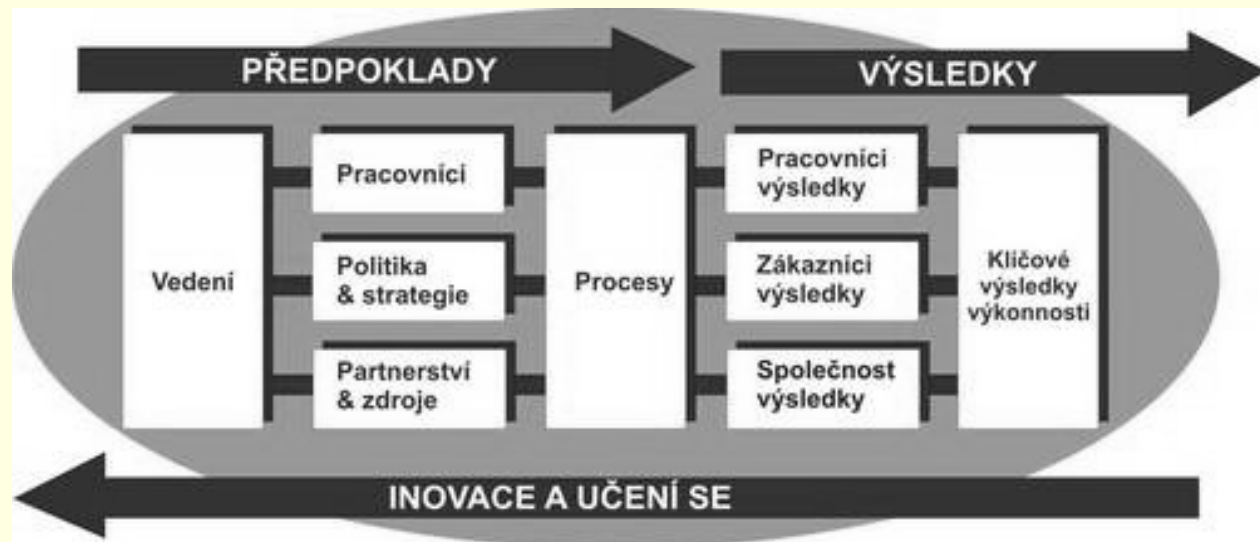 PŘEDPOKLADY
VÝSLEDKY
Vedení
Pracovníci
Politika
& strategie
Partnerství
& zdroje
Procesy
Pracovníci
výsledky
Zákazníci
výsledky
Společnost
výsledky
Klíčové
výsledky
výkonnosti
INOVACE A UČENÍ SE